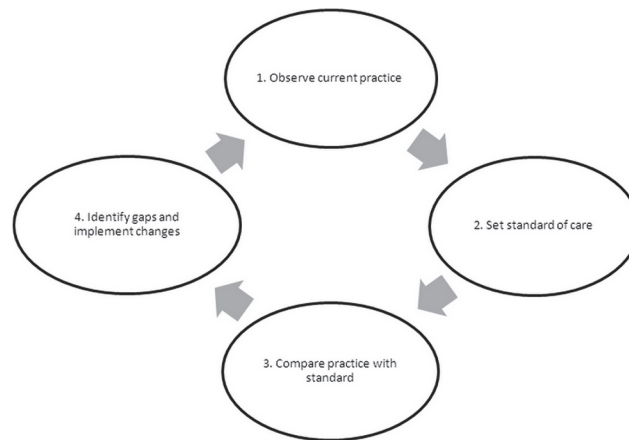 1. Observe current practice
2. Set standard of care
3. Compare practice with
standard
4. Identify gaps and
implement changes